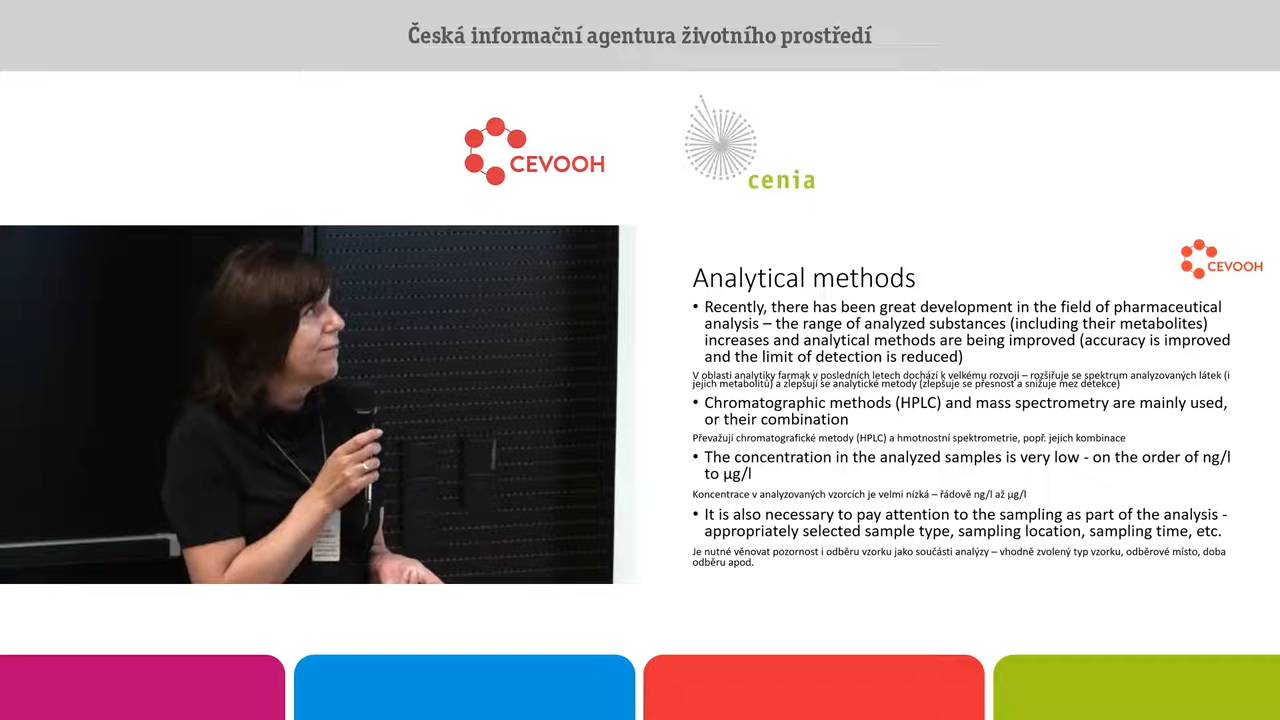 Česká informační agentura životního prostředí
CEVOOH
cenia
CEVOOH
Analytical methods
• Recently, there has been great development in the field of pharmaceutical
analysis – the range of analyzed substances (including their metabolites)
increases and analytical methods are being improved (accuracy is improved
and the limit of detection is reduced)
V oblasti analytiky farmak v posledních letech dochází k velkému rozvoji – rozšiřuje se spektrum analyzovaných látek (i
jejich metabolitů) a zlepšují se analytické metody (zlepšuje se přesnost a snižuje mez detekce)
• Chromatographic methods (HPLC) and mass spectrometry are mainly used,
or their combination
Převažují chromatografické metody (HPLC) a hmotnostní spektrometrie, popř. jejich kombinace
• The concentration in the analyzed samples is very low - on the order of ng/l
to µg/l
Koncentrace v analyzovaných vzorcích je velmi nízká – řádově ng/l až µg/l
• It is also necessary to pay attention to the sampling as part of the analysis -
appropriately selected sample type, sampling location, sampling time, etc.
Je nutné věnovat pozornost i odběru vzorku jako součásti analýzy – vhodně zvolený typ vzorku, odběrové místo, doba
odběru apod.